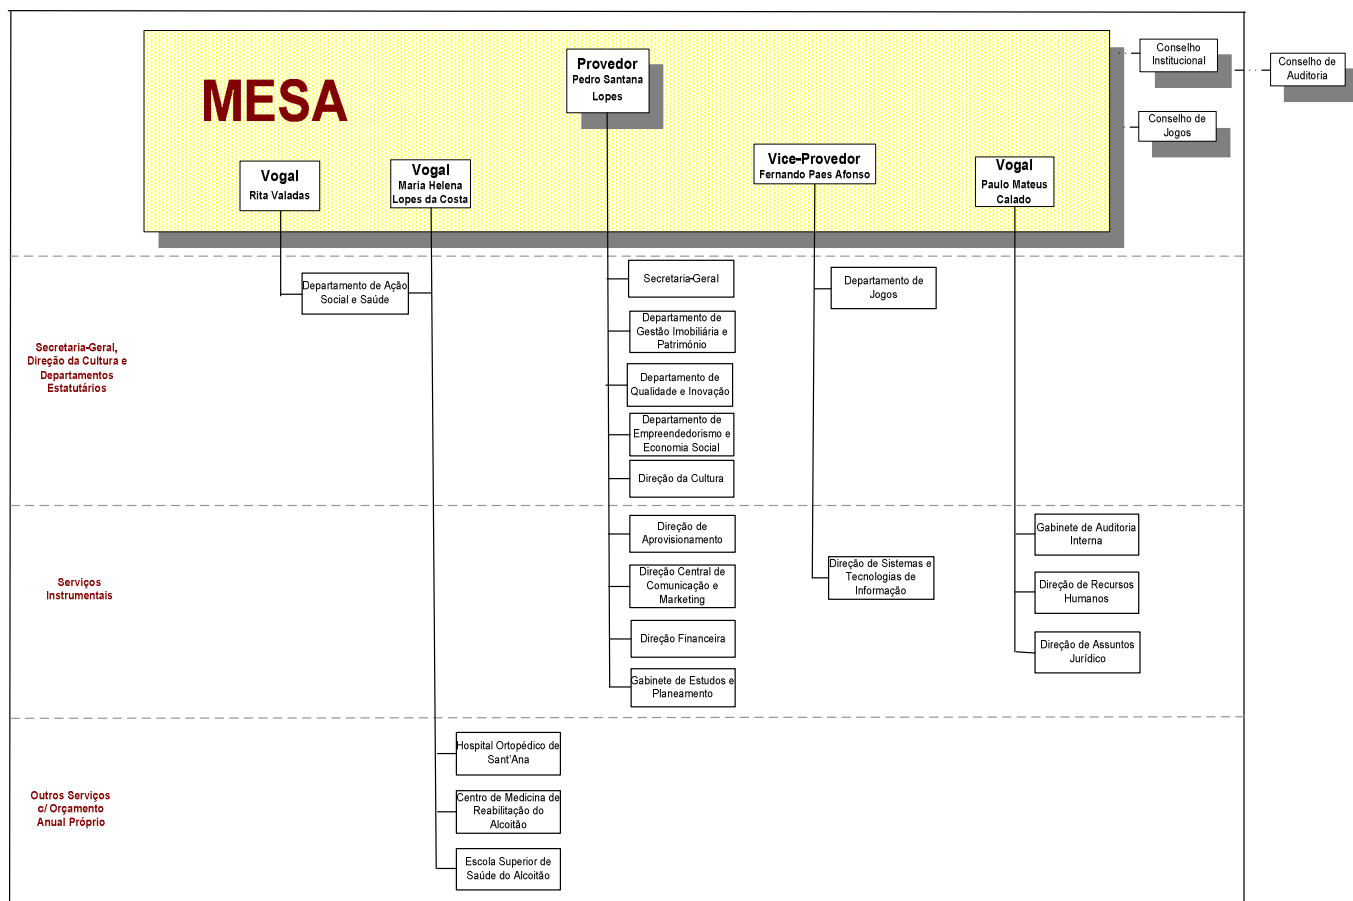 MESA
Provedor
Pedro Santana
Lopes
Conselho
Institucional
Conselho de
Auditoria
Conselho de
Jogos
Vogal
Rita Valadas
Vogal
Maria Helena
Lopes da Costa
Vice-Provedor
Fernando Paes Afonso
Vogal
Paulo Mateus
Calado
Secretaria-Geral,
Direção da Cultura e
Departamentos
Estatutários
Departamento de Ação
Social e Saúde
Secretaria-Geral
Departamento de
Gestão Imobiliária e
Património
Departamento de
Qualidade e Inovação
Departamento de
Empreendedorismo e
Economia Social
Direção da Cultura
Departamento de
Jogos
Serviços
Instrumentais
Direção de
Aprovisionamento
Direção Central de
Comunicação e
Marketing
Direção Financeira
Gabinete de Estudos e
Planeamento
Direção de Sistemas e
Tecnologias de
Informação
Gabinete de Auditoria
Interna
Direção de Recursos
Humanos
Direção de Assuntos
Jurídico
Outros Serviços
c/ Orçamento
Anual Próprio
Hospital Ortopédico de
Sant'Ana
Centro de Medicina de
Reabilitação do
Alcoitão
Escola Superior de
Saúde do Alcoitão